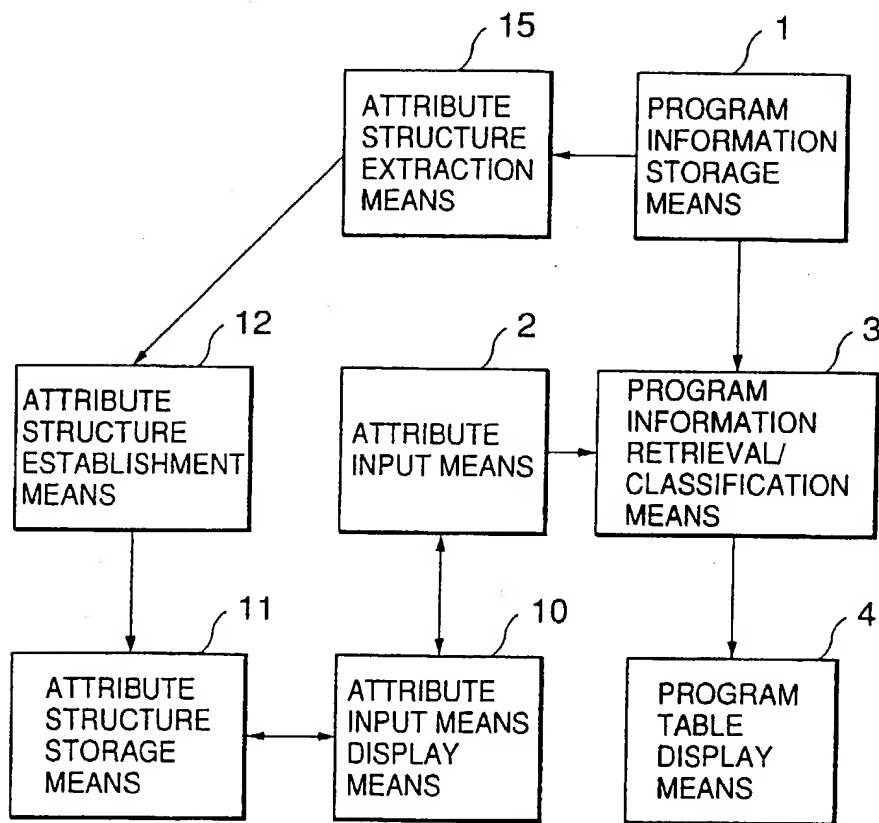 15
ATTRIBUTE
STRUCTURE
EXTRACTION
MEANS
1
PROGRAM
INFORMATION
STORAGE
MEANS
12
ATTRIBUTE
STRUCTURE
ESTABLISHMENT
MEANS
2
ATTRIBUTE
INPUT MEANS
3
PROGRAM
INFORMATION
RETRIEVAL/
CLASSIFICATION
MEANS
11
ATTRIBUTE
STRUCTURE
STORAGE
MEANS
10
ATTRIBUTE
INPUT MEANS
DISPLAY
MEANS
4
PROGRAM
TABLE
DISPLAY
MEANS